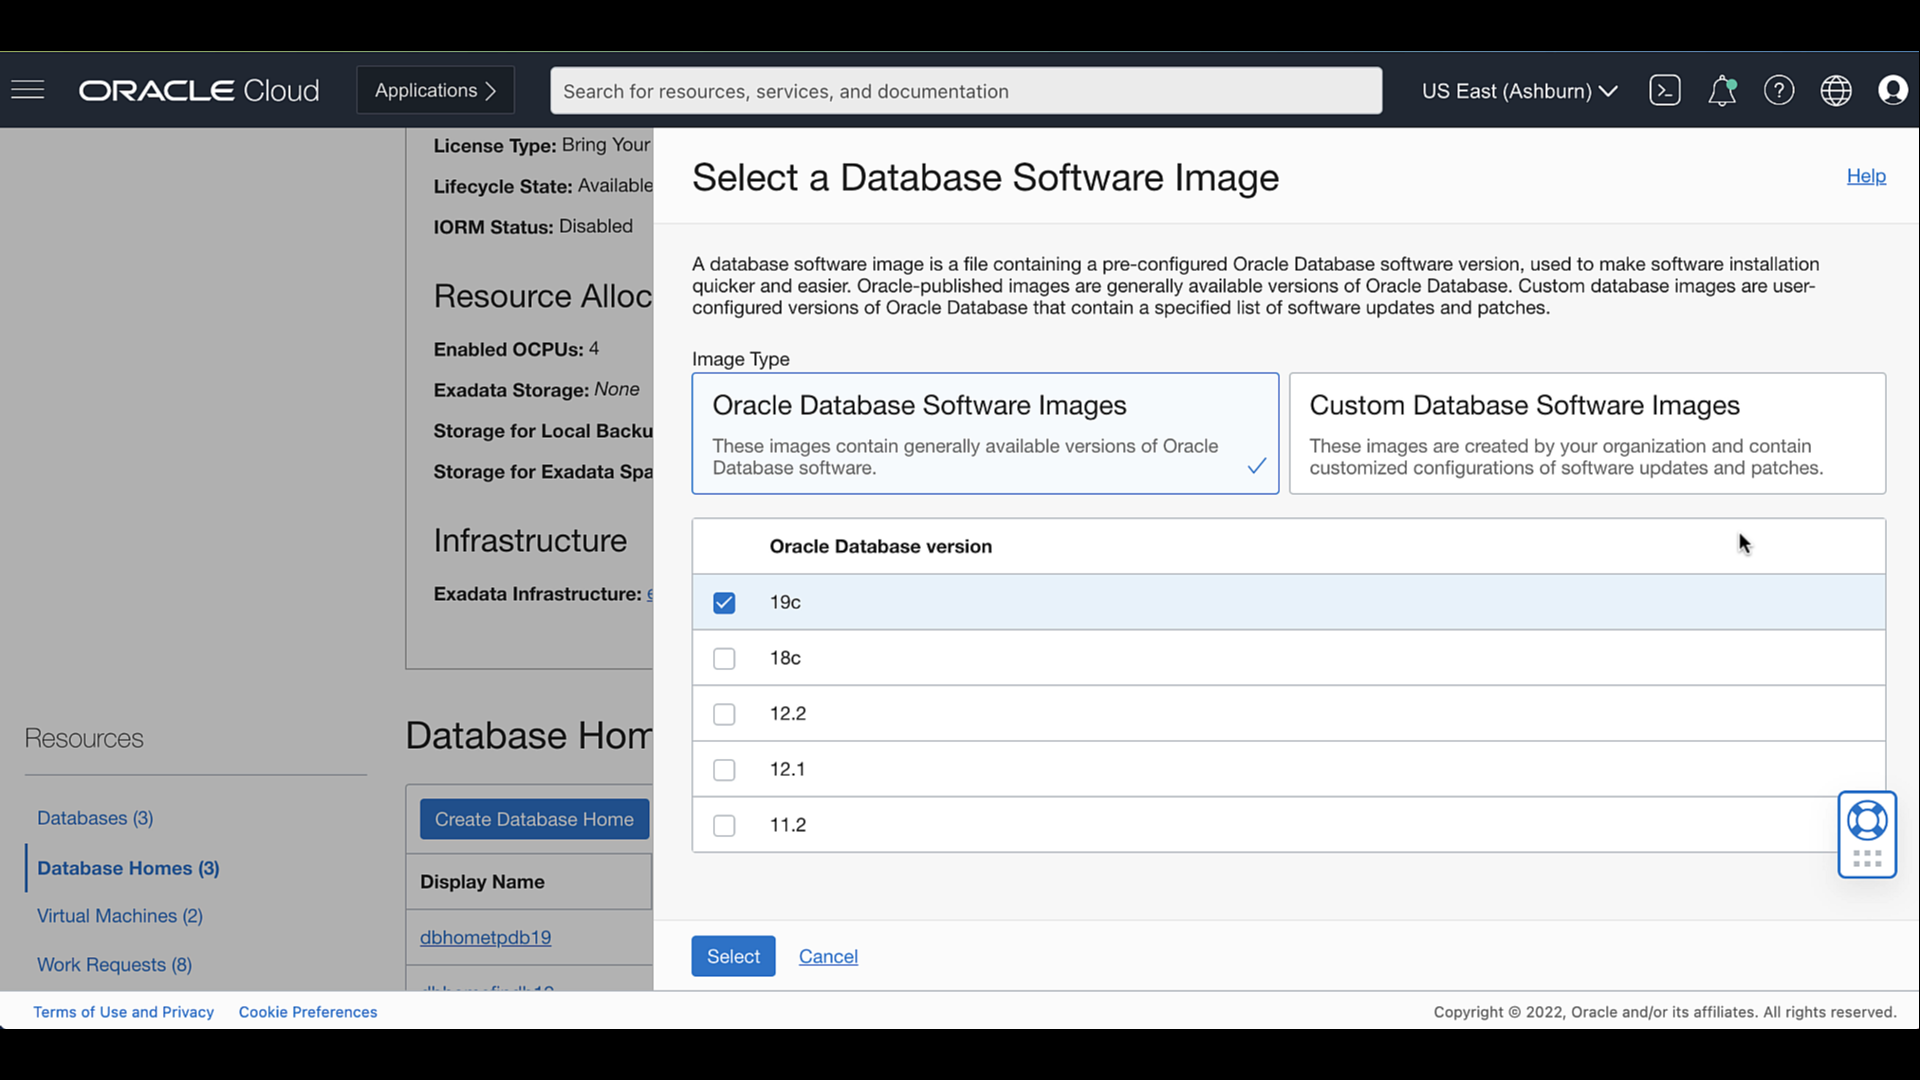 ORACLE Cloud
Applications
Search for resources, services, and documentation
US East (Ashburn)
License Type: Bring Your
Lifecycle State: Available
IORM Status: Disabled
Resource Alloc
Enabled OCPUs: 4
Exadata Storage: None
Storage for Local Backu
Storage for Exadata Spa
Infrastructure
Exadata Infrastructure: e
Resources
Databases (3)
Database Homes (3)
Virtual Machines (2)
Work Requests (8)
Database Hom
Create Database Home
Display Name
dbhometpdb19
Select a Database Software Image
Help
A database software image is a file containing a pre-configured Oracle Database software version, used to make software installation
quicker and easier. Oracle-published images are generally available versions of Oracle Database. Custom database images are user-
configured versions of Oracle Database that contain a specified list of software updates and patches.
Image Type
Oracle Database Software Images
These images contain generally available versions of Oracle
Database software.
Custom Database Software Images
These images are created by your organization and contain
customized configurations of software updates and patches.
Oracle Database version
19c
18c
12.2
12.1
11.2
Select
Cancel
Terms of Use and Privacy
Cookie Preferences
Copyright © 2022, Oracle and/or its affiliates. All rights reserved.